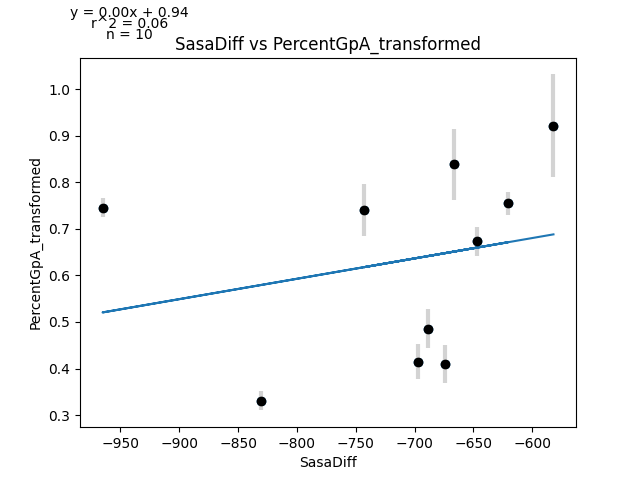 y = 0.00x + 0.94
r^2 = 0.06
n = 10
SasaDiff vs PercentGpA_transformed
PercentGpA_transformed
1.0
0.9
0.8
0.7
0.6
0.5
0.4
0.3
−950 −900 −850 −800 −750 −700 −650 −600
SasaDiff